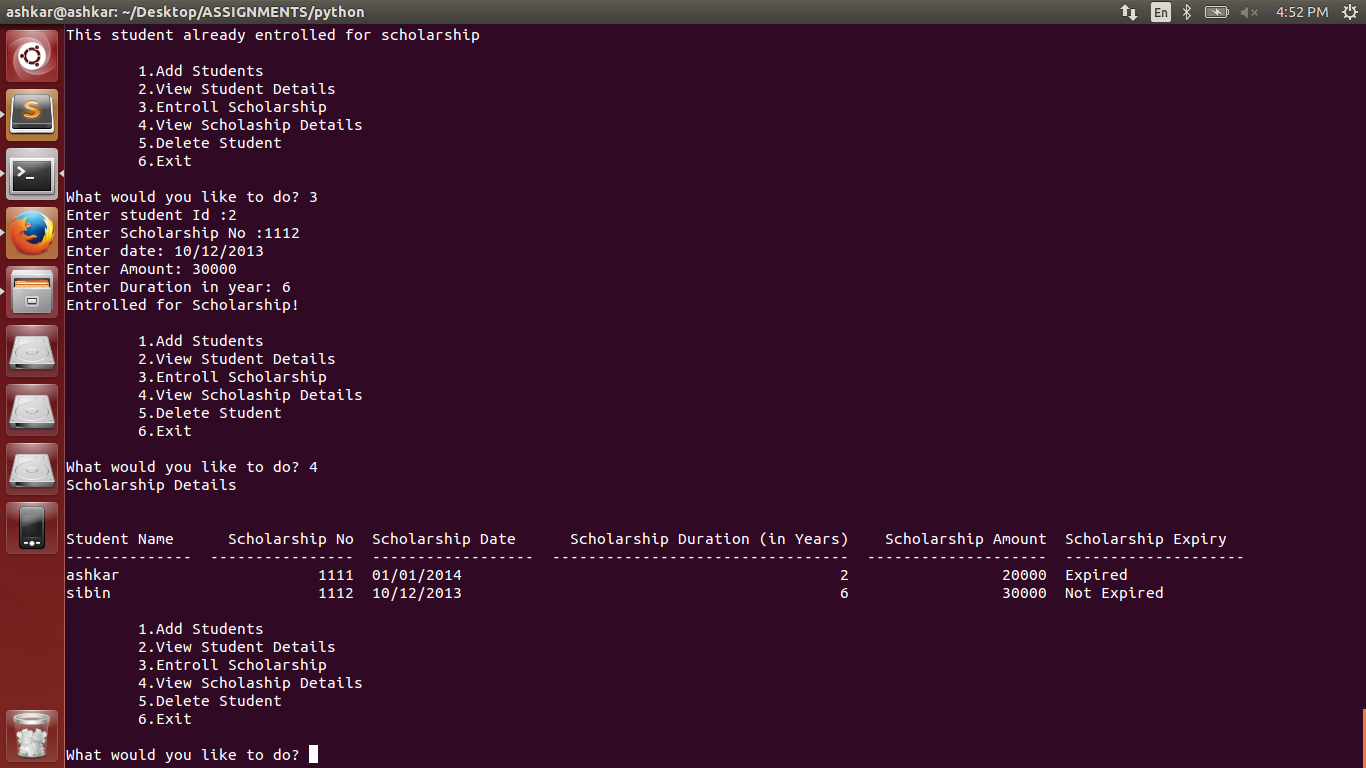 ashkar@ashkar: ~/Desktop/ASSIGNMENTS/python En 4:52 PM
This student already entrolled for scholarship
1.Add Students
2.View Student Details
3.Entroll Scholarship
4.View Scholaship Details
5.Delete Student
6.Exit
What would you like to do? 3
Enter student Id :2
Enter Scholarship No :1112
Enter date: 10/12/2013
Enter Amount: 30000
Enter Duration in year: 6
Entrolled for Scholarship!
1.Add Students
2.View Student Details
3.Entroll Scholarship
4.View Scholaship Details
5.Delete Student
6.Exit
What would you like to do? 4
Scholarship Details
Student Name Scholarship No Scholarship Date Scholarship Duration (in Years) Scholarship Amount Scholarship Expiry
-------------- ---------------- ------------------ --------------------------------- -------------------- --------------------
ashkar 1111 01/01/2014 2 20000 Expired
sibin 1112 10/12/2013 6 30000 Not Expired
1.Add Students
2.View Student Details
3.Entroll Scholarship
4.View Scholaship Details
5.Delete Student
6.Exit
What would you like to do?